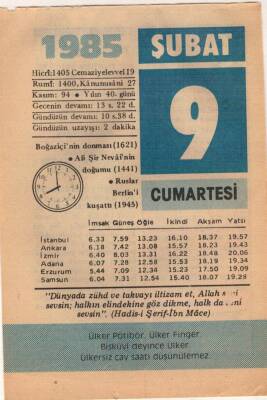 1985
ŞUBAT
Hicrî:1405 Cemaziyelevvel 19
Rumî: 1400, Kânunusâni 27
Kasım: 94 • Yılın 40. günü
Gecenin devamı: 13 s. 22 d.
Gündüzün devamı: 10 s.38 d.
Gündüzün uzayışı: 2 dakika
9
CUMARTESİ
Boğaziçi'nin donması (1621)
• Ali Şir Nevâî'nin
doğumu (1441)
• Ruslar
Berlin'i
kuşattı (1945)
İmsak Güneş Öğle İkindi Akşam Yatsı
İstanbul 6.33 7.59 13.23 16.10 18.37 19.57
Ankara 6.18 7.42 13.08 15.57 18.23 19.43
İzmir 6.40 8.03 13.31 16.22 18.48 20.06
Adana 6.07 7.28 12.58 15.53 18.19 19.34
Erzurum 5.44 7.09 12.34 15.23 17.50 19.09
Samsun 6.04 7.31 12.54 15.40 18.07 19.28
"Dünyada zühd ve takvayı iltizam et, Allah seni
sevsin; halkın elindekine göz dikme, halk da seni
sevsin". (Hadis-i Şerif-İbn Mâce)
Ülker Pötibör, Ülker Finger.
Bisküvi deyince Ülker
Ülkersiz çay saati düşünülemez.